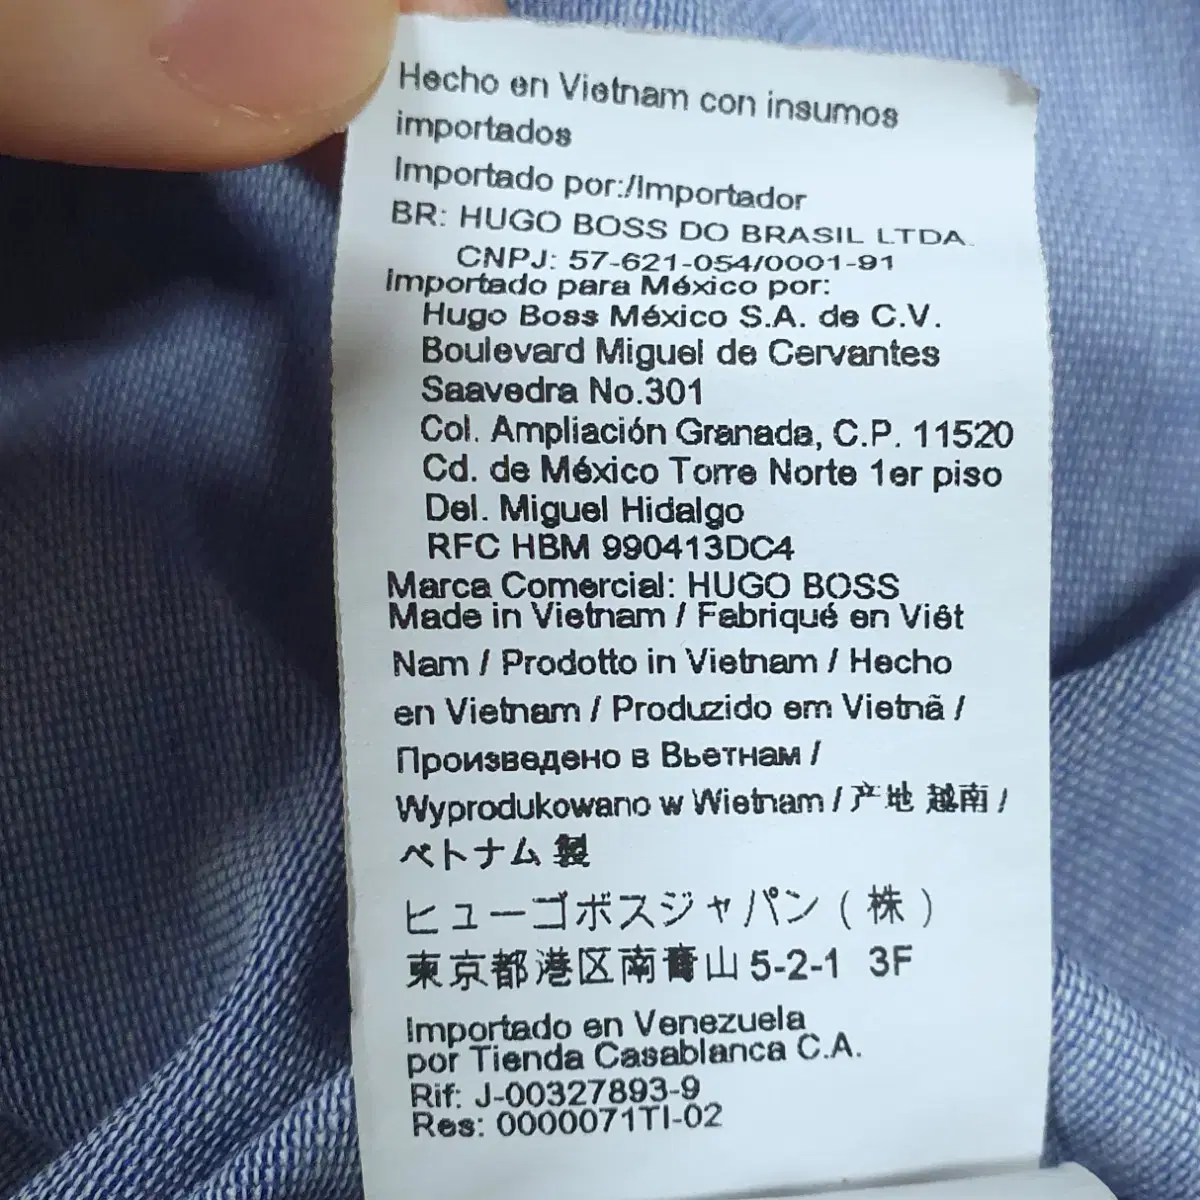 Hecho en Vietnam con insumos
importados
Importado por:/Importador
BR: HUGO BOSS DO BRASIL LTDA.
CNPJ: 57-621-054/0001-91
Importado para México por:
Hugo Boss México S.A. de C.V.
Boulevard Miguel de Cervantes
Saavedra No.301
Col. Ampliación Granada, C.P. 11520
Cd. de México Torre Norte 1er piso
Del. Miguel Hidalgo
RFC HBM 990413DC4
Marca Comercial: HUGO BOSS
Made in Vietnam / Fabriqué en Viêt
Nam / Prodotto in Vietnam / Hecho
en Vietnam / Produzido em Vietnã /
Произведено в Вьетнам /
Wyprodukowano w Wietnam / 产地 越南 /
ベトナム 製
ヒューゴボスジャパン ( 株 )
東京都港区南青山 5-2-1 3F
Importado en Venezuela
por Tienda Casablanca C.A.
Rif: J-00327893-9
Res: 0000071TI-02